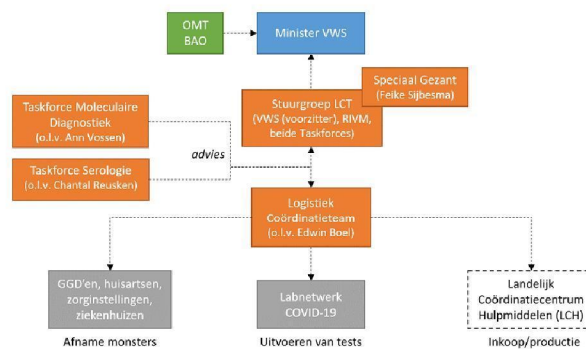 OMT
BAO
Minister VWS
Speciaal Gezant
(Feike Sijbesma)
Stuurgroep LCT
(VWS (voorzitter), RIVM,
beide Taskforces)
Taskforce Moleculaire
Diagnostiek
(o.l.v. Ann Vossen)
advies
Taskforce Serologie
(o.l.v. Chantal Reusken)
Logistiek
Coördinatieteam
(o.l.v. Edwin Boel)
GGD'en, huisartsen,
zorginstellingen,
ziekenhuizen
Labnetwerk
COVID-19
Landelijk
Coördinatiecentrum
Hulpmiddelen (LCH)
Afname monsters
Uitvoeren van tests
Inkoop/productie